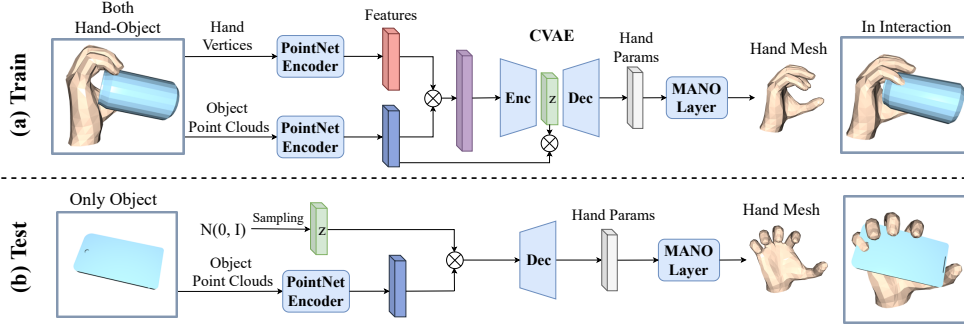 (a) Train
Both
Hand-Object
Hand
Vertices
PointNet
Encoder
Features
Object
Point Clouds
PointNet
Encoder
CVAE
Enc
z
Dec
Hand
Params
MANO
Layer
Hand Mesh
In Interaction
(b) Test
Only Object
N(0, I)
Sampling
z
Object
Point Clouds
PointNet
Encoder
Dec
Hand Params
MANO
Layer
Hand Mesh